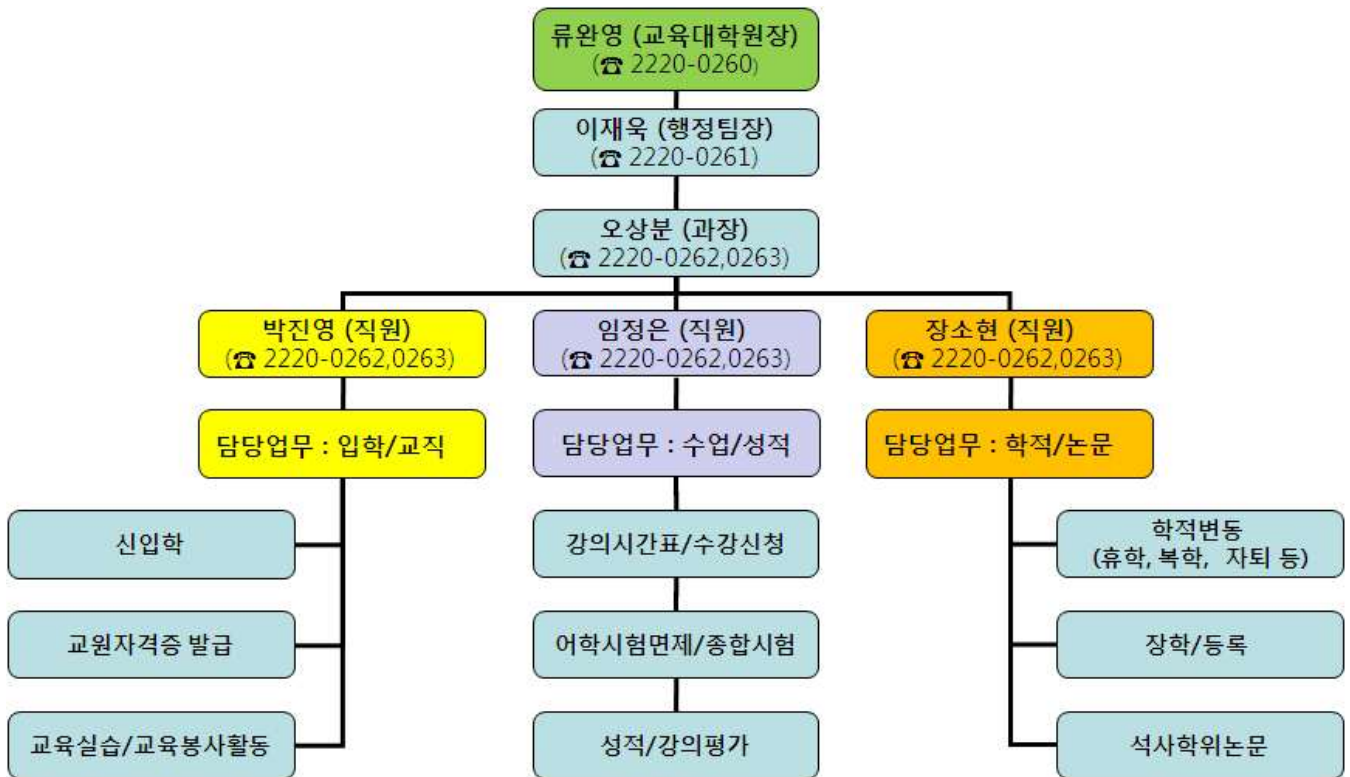 류완영 (교육대학원장)
(☎ 2220-0260)
이재욱 (행정팀장)
(☎ 2220-0261)
오상분 (과장)
(☎ 2220-0262,0263)
박진영 (직원)
(☎ 2220-0262,0263)
임정은 (직원)
(☎ 2220-0262,0263)
장소현 (직원)
(☎ 2220-0262,0263)
담당업무 : 입학/교직
담당업무 : 수업/성적
담당업무 : 학적/논문
신입학
강의시간표/수강신청
학적변동
(휴학, 복학, 자퇴 등)
교원자격증 발급
어학시험면제/종합시험
장학/등록
교육실습/교육봉사활동
성적/강의평가
석사학위논문